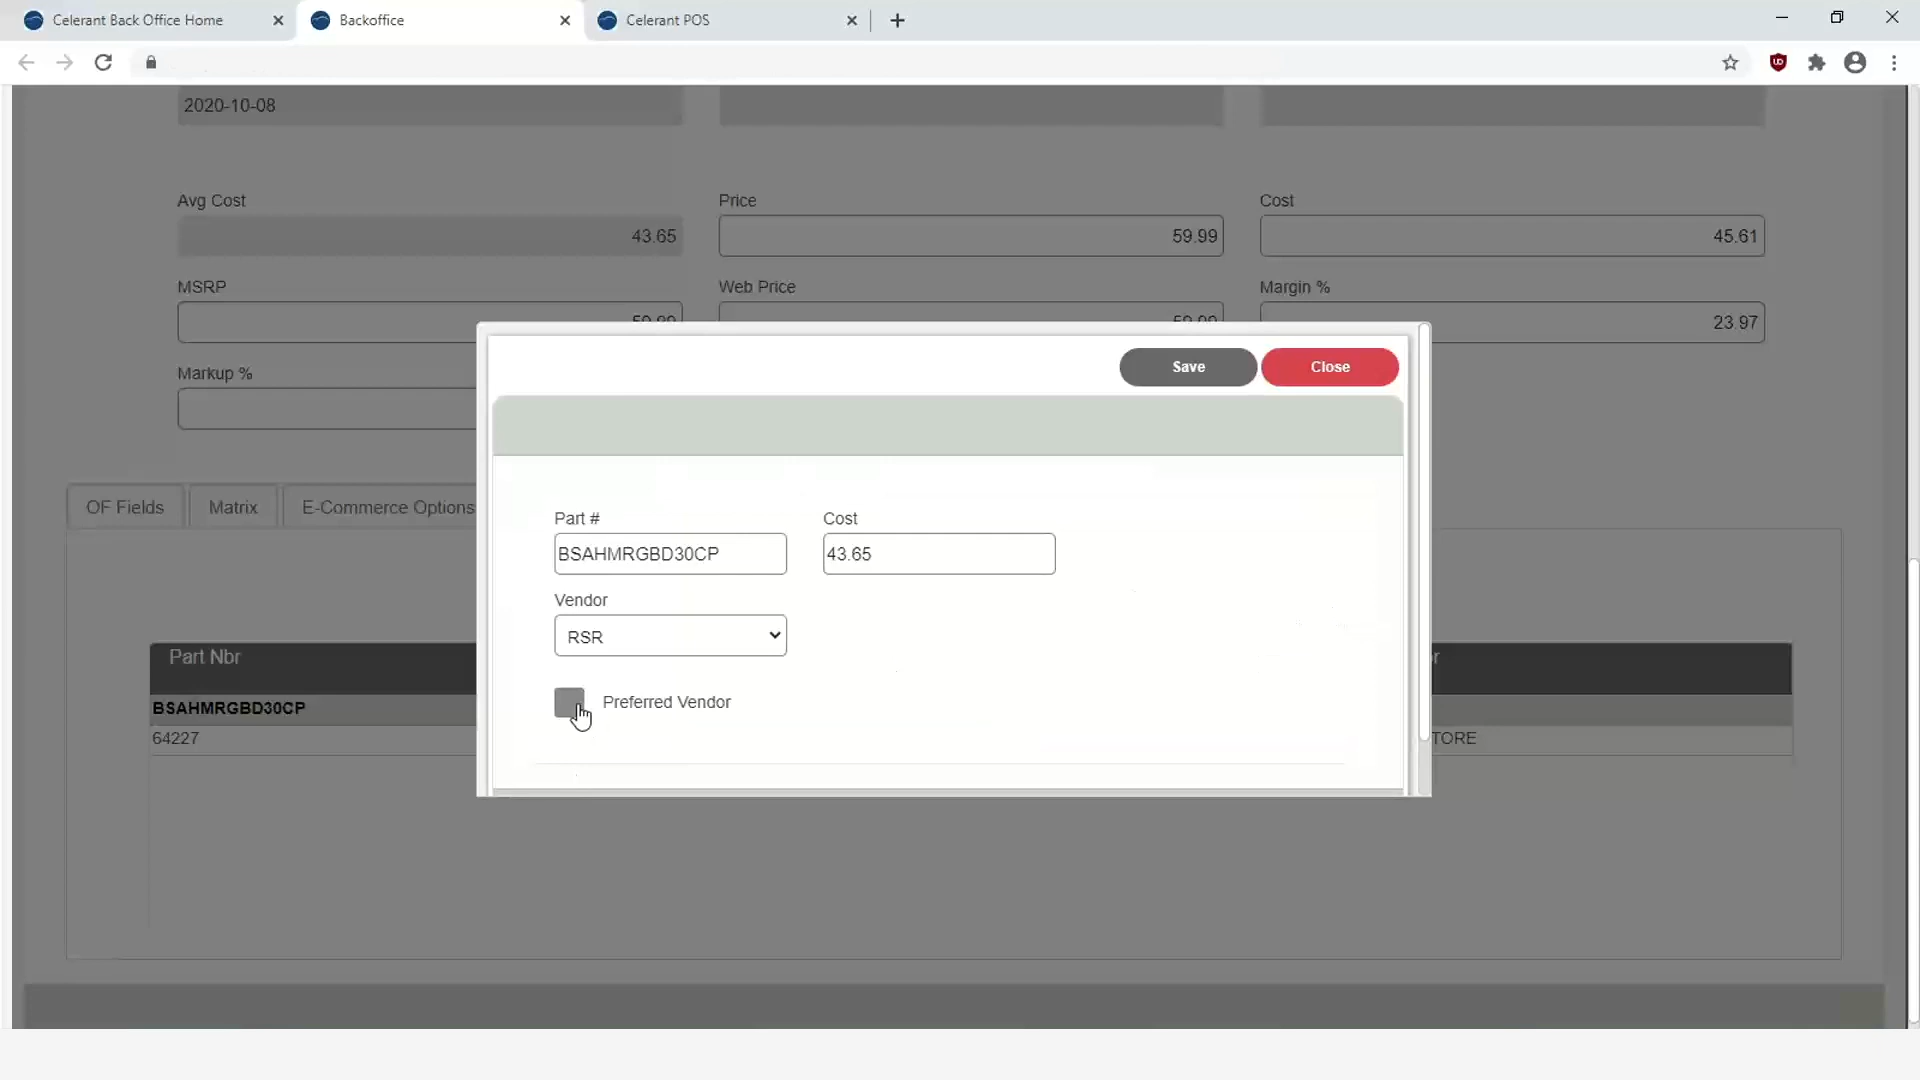 Celerant Back Office Home
Backoffice
Celerant POS
2020-10-08
Avg Cost
Price
Cost
43.65
59.99
45.61
MSRP
Web Price
Margin %
23.97
Save
Close
Markup %
OF Fields
Matrix
E-Commerce Options
Part #
Cost
BSAHMRGBD30CP
43.65
Vendor
RSR
Preferred Vendor
Part Nbr
BSAHMRGBD30CP
64227
TORE